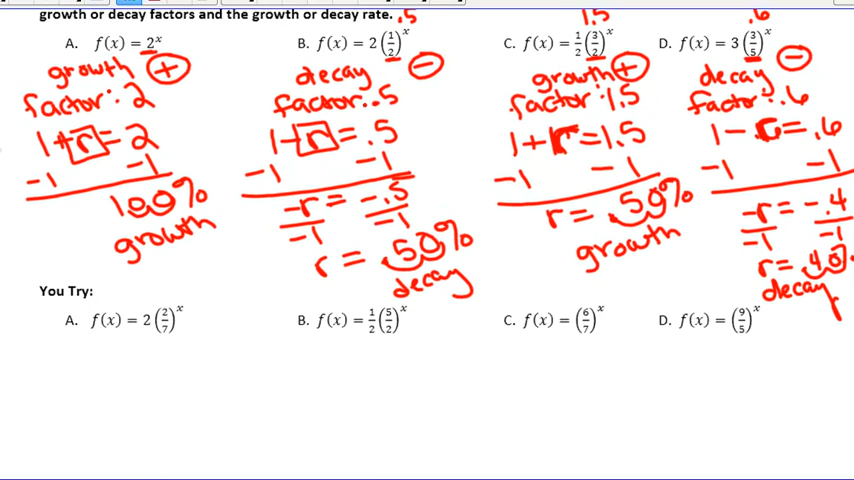 growth or decay factors and the growth or decay rate.
.5 1.5 .6
A. f(x) = 2ˣ B. f(x) = 2(1/2)ˣ C. f(x) = 1/2(3/2)ˣ D. f(x) = 3(3/5)ˣ
growth + decay − growth + decay −
factor: 2 factor: .5 factor: 1.5 factor: .6
1+r=2 1-r=.5 1+r=1.5 1-r=.6
-1 -1 -1 -1 -1 -1 -1 -1
100% -r = -.5 r = .50% -r = -.4
growth -1 -1 growth -1 -1
r = .50% r= .40%
decay decay
You Try:
A. f(x) = 2(2/7)ˣ B. f(x) = 1/2(5/2)ˣ C. f(x) = (6/7)ˣ D. f(x) = (9/5)ˣ